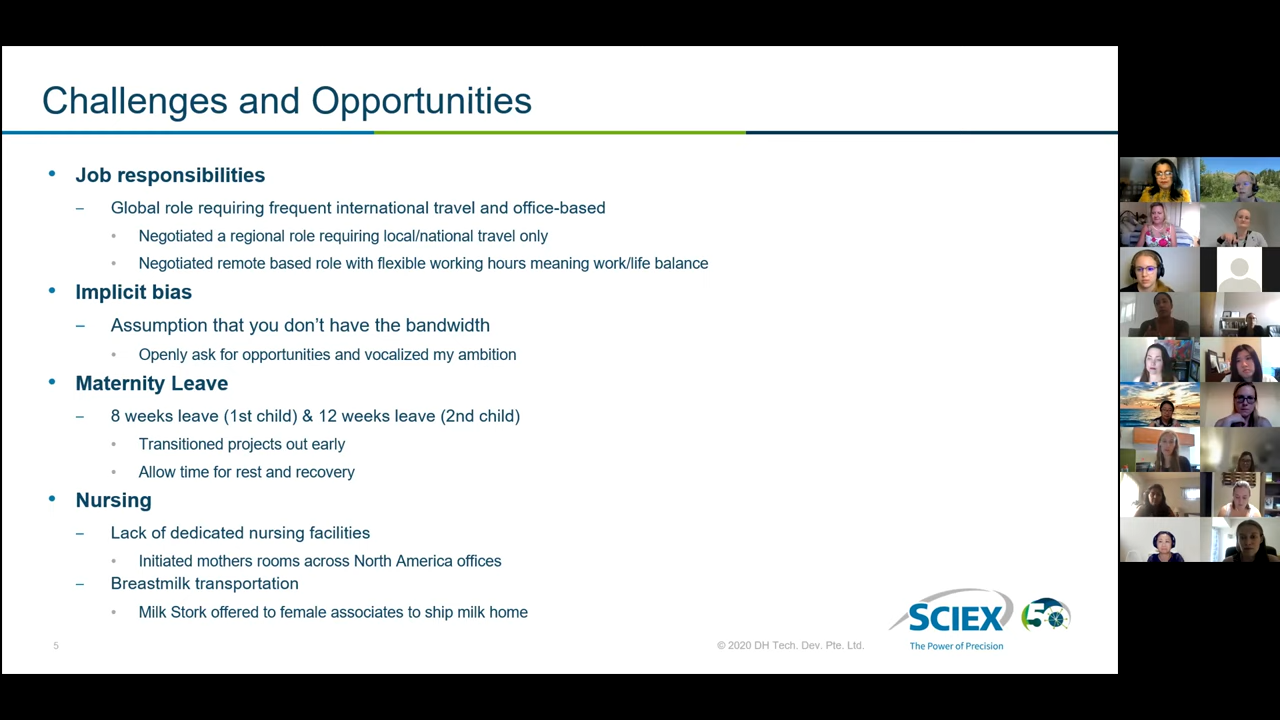 Challenges and Opportunities
• Job responsibilities
– Global role requiring frequent international travel and office-based
• Negotiated a regional role requiring local/national travel only
• Negotiated remote based role with flexible working hours meaning work/life balance
• Implicit bias
– Assumption that you don't have the bandwidth
• Openly ask for opportunities and vocalized my ambition
• Maternity Leave
– 8 weeks leave (1st child) & 12 weeks leave (2nd child)
• Transitioned projects out early
• Allow time for rest and recovery
• Nursing
– Lack of dedicated nursing facilities
• Initiated mothers rooms across North America offices
– Breastmilk transportation
• Milk Stork offered to female associates to ship milk home
SCIEX 50
The Power of Precision
5
© 2020 DH Tech. Dev. Pte. Ltd.